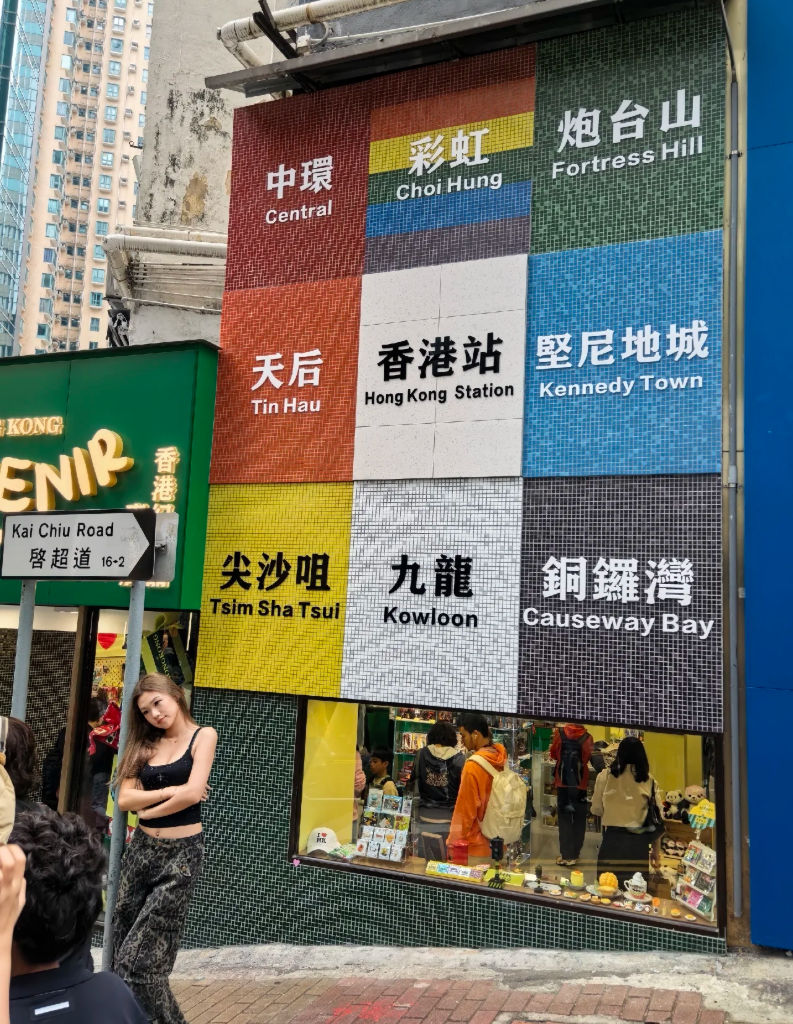 中環
Central
彩虹
Choi Hung
炮台山
Fortress Hill
天后
Tin Hau
香港站
Hong Kong Station
堅尼地城
Kennedy Town
尖沙咀
Tsim Sha Tsui
九龍
Kowloon
銅鑼灣
Causeway Bay
KONG
ENIR
香港
Kai Chiu Road
啓超道 16-2